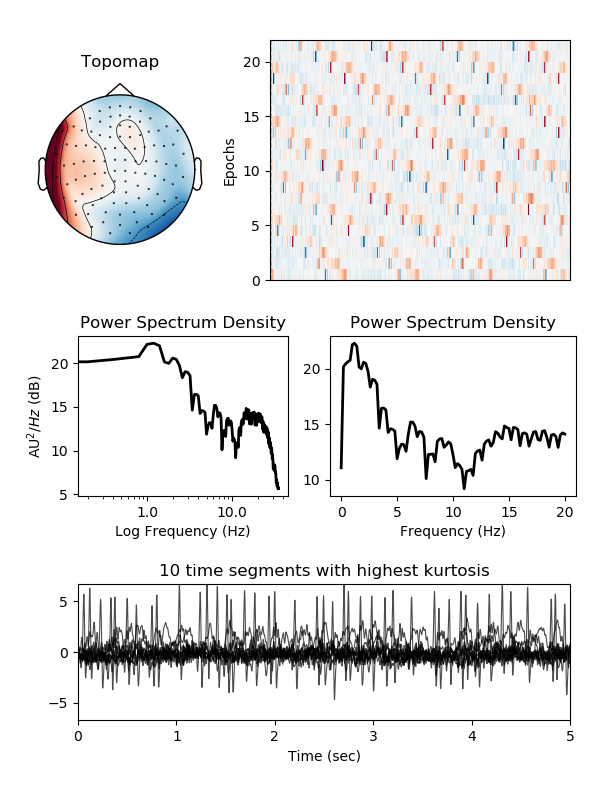 Topomap
Epochs
20
15
10
5
0
Power Spectrum Density
AU²/Hz (dB)
20
15
10
5
1.0 10.0
Log Frequency (Hz)
Power Spectrum Density
20
15
10
0 5 10 15 20
Frequency (Hz)
10 time segments with highest kurtosis
5
0
−5
0 1 2 3 4 5
Time (sec)